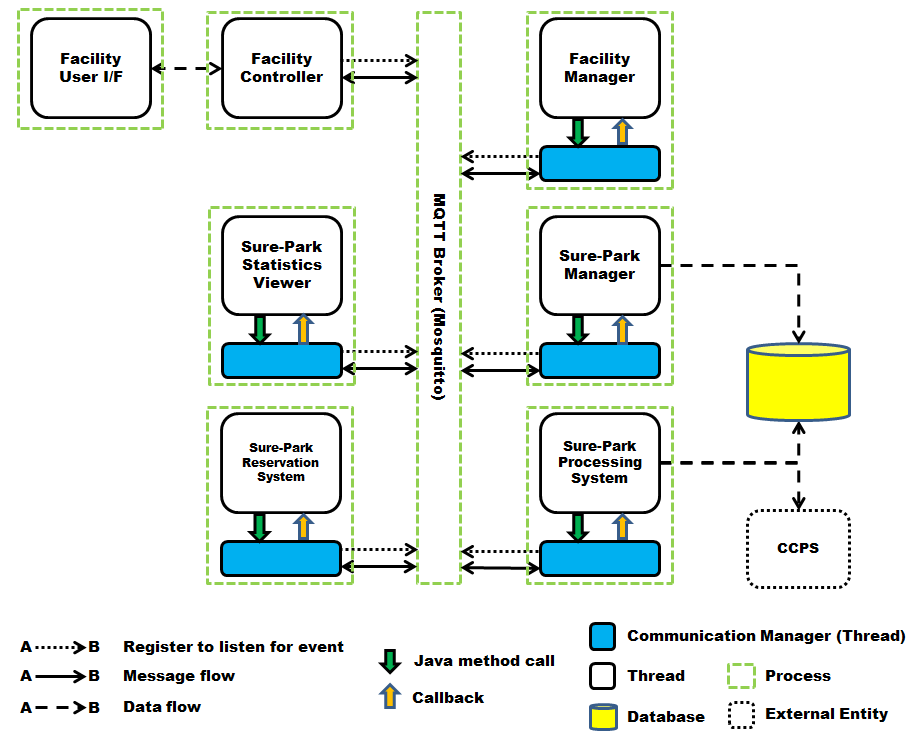 Facility
User I/F
Facility
Controller
Facility
Manager
MQTT Broker (Mosquitto)
Sure-Park
Statistics
Viewer
Sure-Park
Manager
Sure-Park
Reservation
System
Sure-Park
Processing
System
CCPS
A B Register to listen for event
A B Message flow
A B Data flow
Java method call
Callback
Communication Manager (Thread)
Thread
Process
Database
External Entity